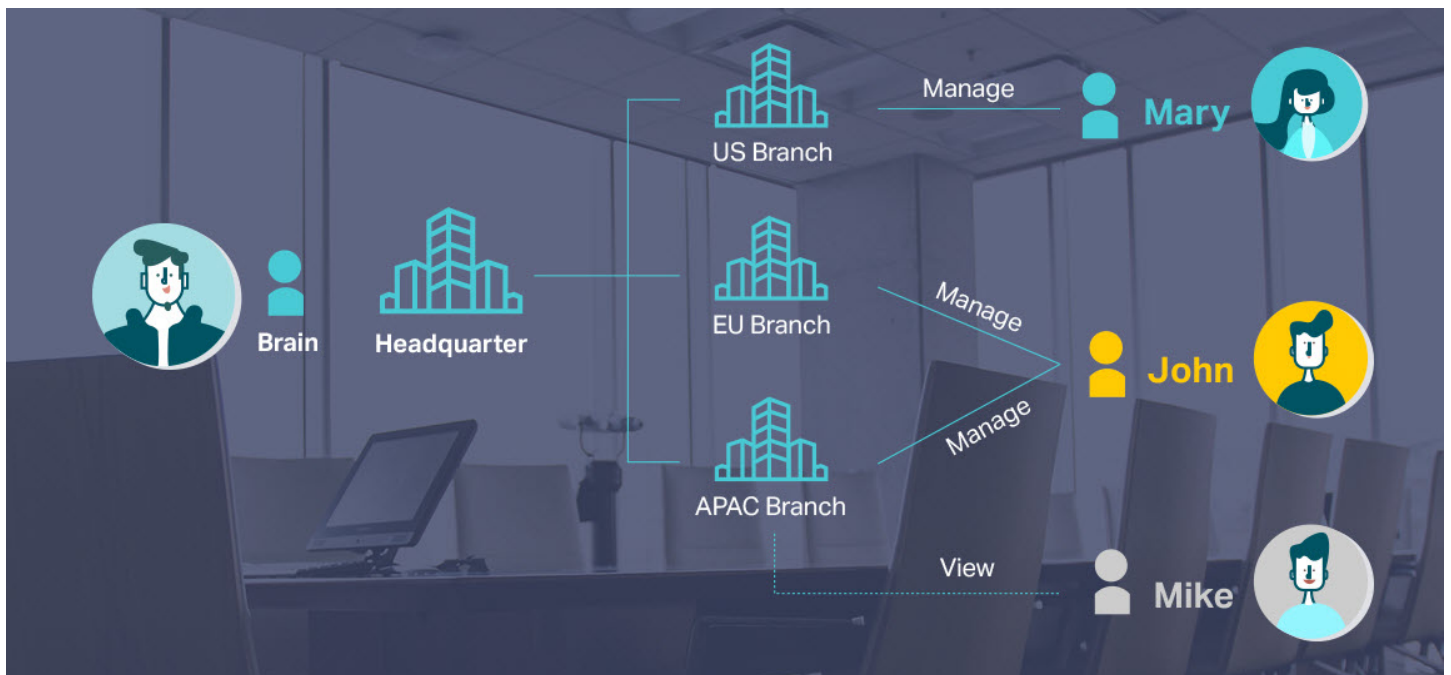 US Branch
Manage
Mary
Brain
Headquarter
EU Branch
Manage
John
Manage
APAC Branch
View
Mike